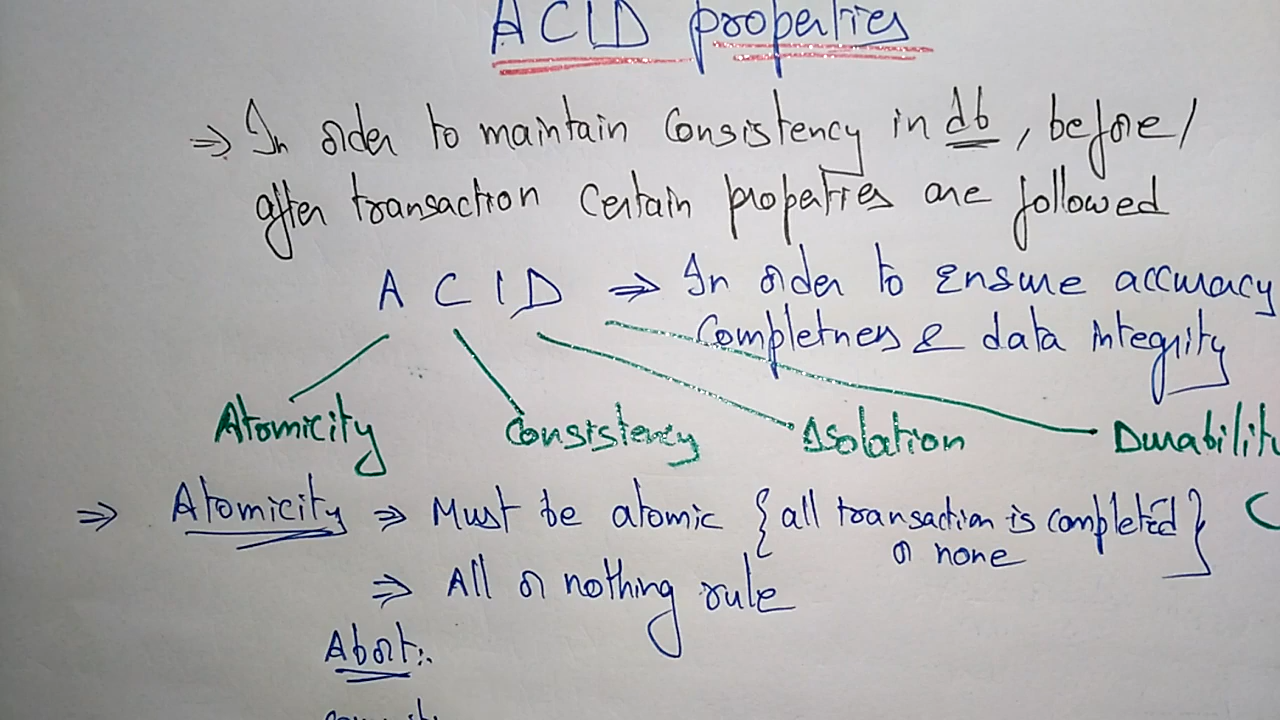 ACID properties
⇒ In order to maintain Consistency in db, before/
after transaction Certain properties are followed
A C I D ⇒ In order to Ensure accuracy
Completness & data integrity
Atomicity Consistency Isolation Durability
⇒ Atomicity ⇒ Must be atomic {all transaction is completed}
or none
⇒ All or nothing rule
Abort: